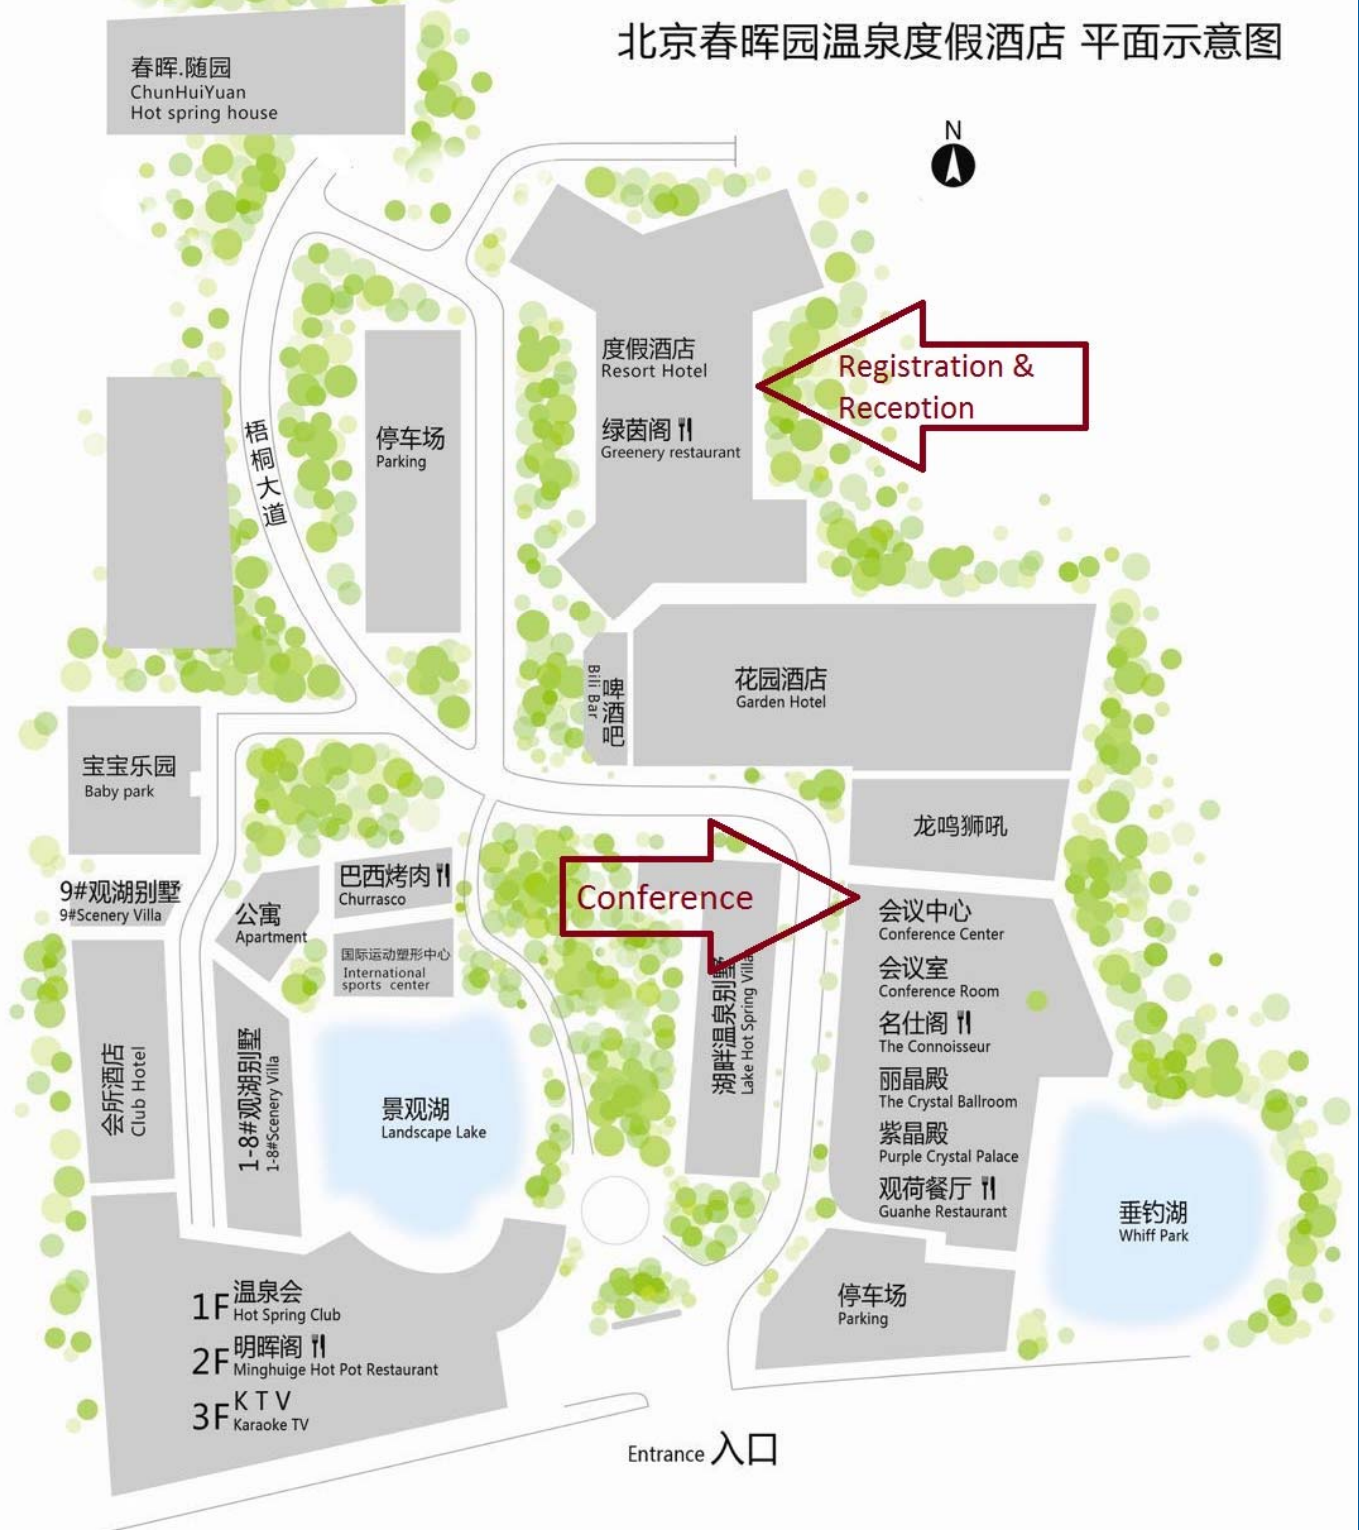 北京春晖园温泉度假酒店 平面示意图
春晖.随园
ChunHuiYuan
Hot spring house
N
度假酒店
Resort Hotel
绿茵阁
Greenery restaurant
Registration &
Reception
停车场
Parking
梧桐大道
啤酒吧
Bili Bar
花园酒店
Garden Hotel
宝宝乐园
Baby park
龙鸣狮吼
9#观湖别墅
9#Scenery Villa
公寓
Apartment
巴西烤肉
Churrasco
国际运动塑形中心
International
sports center
Conference
湖畔温泉别墅
Lake Hot Spring Villa
会议中心
Conference Center
会议室
Conference Room
名仕阁
The Connoisseur
丽晶殿
The Crystal Ballroom
紫晶殿
Purple Crystal Palace
观荷餐厅
Guanhe Restaurant
会所酒店
Club Hotel
1-8#观湖别墅
1-8#Scenery Villa
景观湖
Landscape Lake
垂钓湖
Whiff Park
停车场
Parking
1F 温泉会
Hot Spring Club
2F 明晖阁
Minghuige Hot Pot Restaurant
3F KTV
Karaoke TV
Entrance 入口